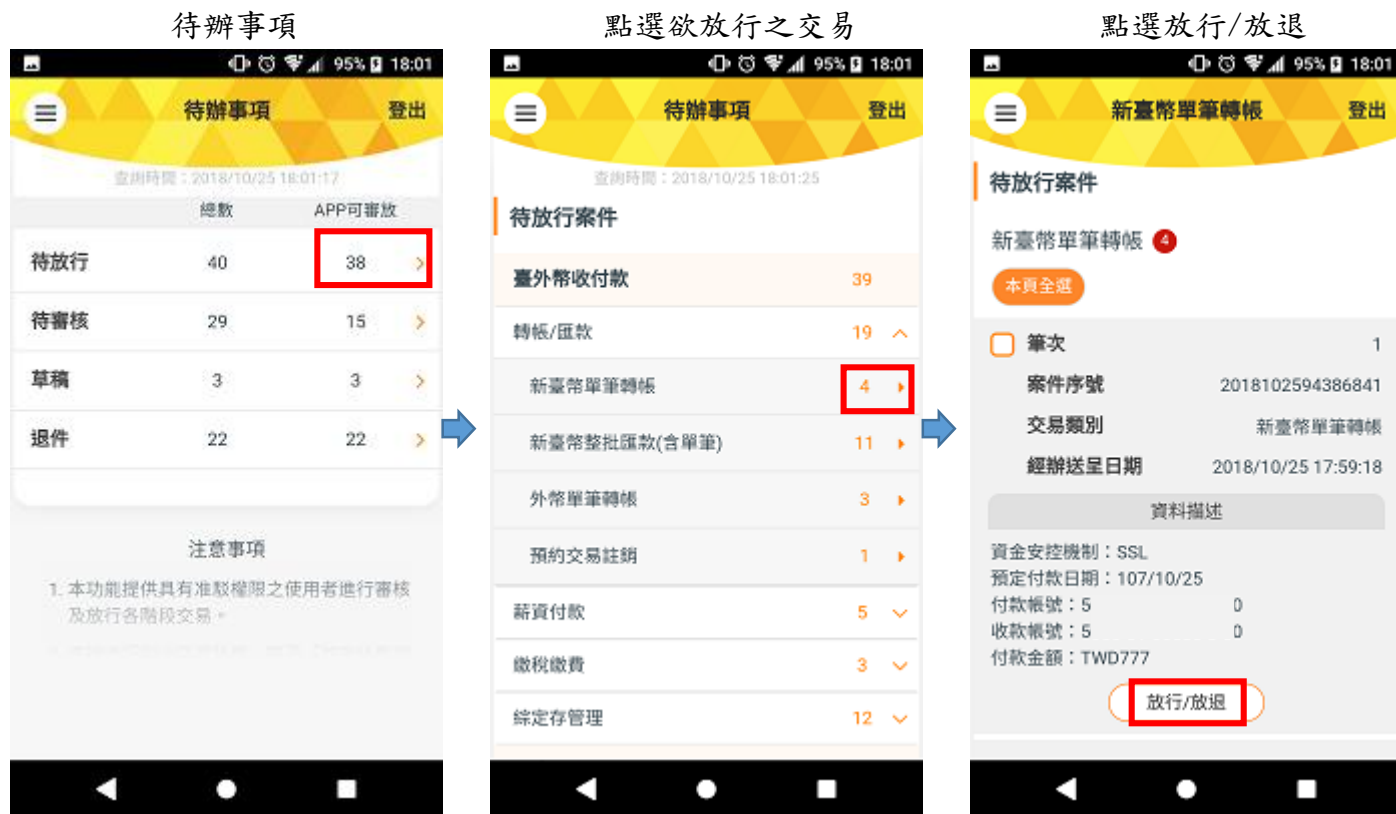 待辦事項
點選欲放行之交易
點選放行/放退
95% 18:01
待辦事項
登出
查詢時間：2018/10/25 18:01:17
總數 APP可審放
待放行 40 38
待審核 29 15
草稿 3 3
退件 22 22
注意事項
1. 本功能提供具有准駁權限之使用者進行審核
及放行各階段交易。
95% 18:01
待辦事項
登出
查詢時間：2018/10/25 18:01:25
待放行案件
臺外幣收付款 39
轉帳/匯款 19
新臺幣單筆轉帳 4
新臺幣整批匯款(含單筆) 11
外幣單筆轉帳 3
預約交易註銷 1
薪資付款 5
繳稅繳費 3
綜定存管理 12
95% 18:01
新臺幣單筆轉帳
登出
待放行案件
新臺幣單筆轉帳 4
本頁全選
筆次 1
案件序號 2018102594386841
交易類別 新臺幣單筆轉帳
經辦送呈日期 2018/10/25 17:59:18
資料描述
資金安控機制：SSL
預定付款日期：107/10/25
付款帳號：5 0
收款帳號：5 0
付款金額：TWD777
放行/放退